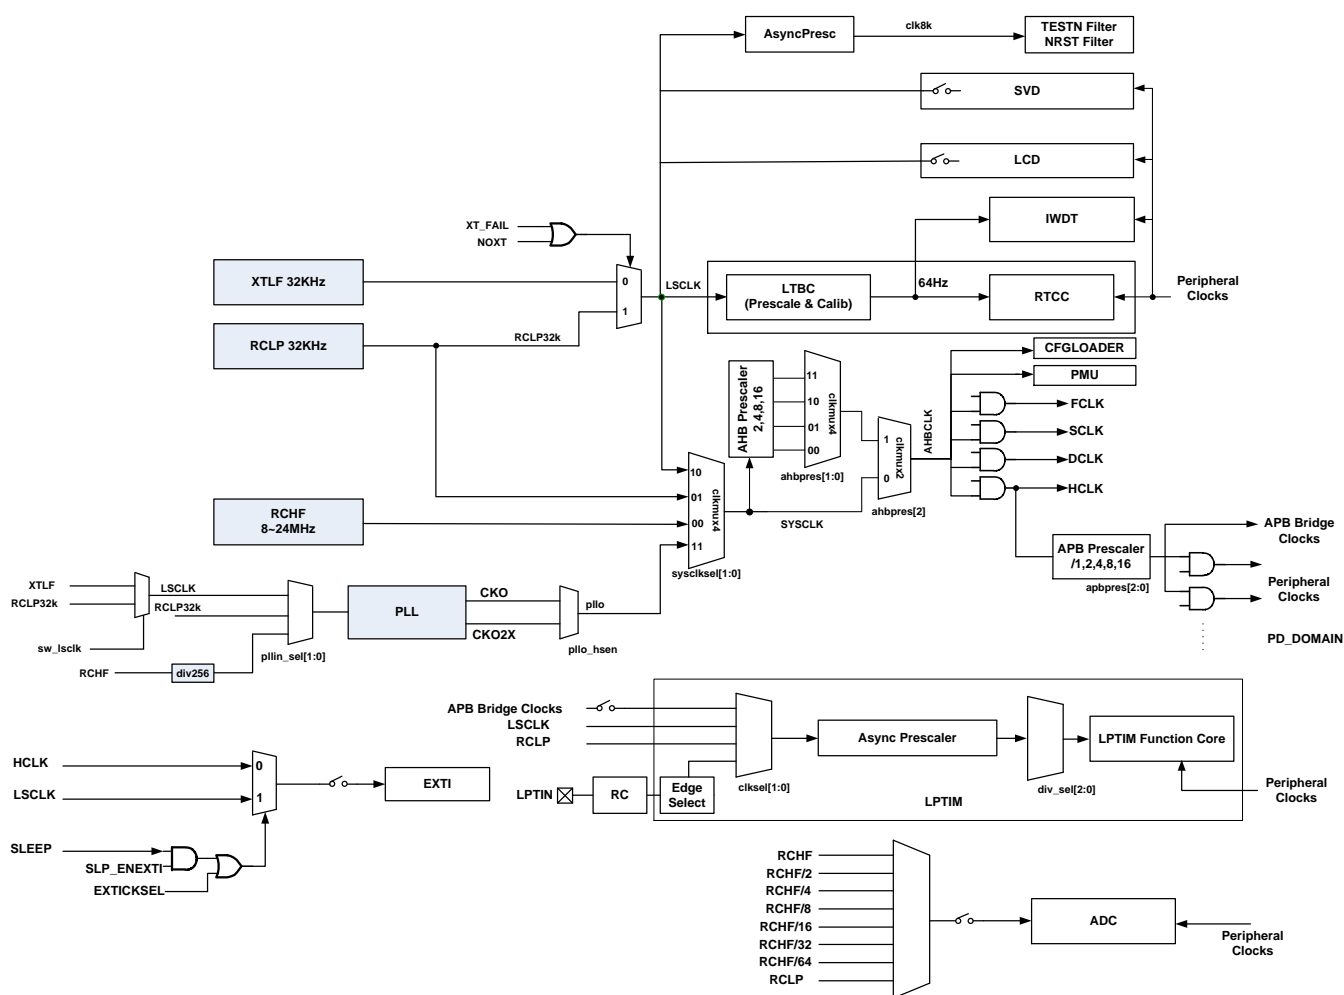 AsyncPresc
clk8k
TESTN Filter
NRST Filter
SVD
LCD
IWDT
XT_FAIL
NOXT
XTLF 32KHz
0
1
LSCLK
LTBC
(Prescale & Calib)
64Hz
RTCC
Peripheral
Clocks
RCLP 32KHz
RCLP32k
CFGLOADER
PMU
AHB Prescaler
2,4,8,16
11
10
01
00
clkmux4
ahbpres[1:0]
1
0
clkmux2
ahbpres[2]
AHBCLK
FCLK
SCLK
DCLK
HCLK
10
01
00
11
clkmux4
sysclksel[1:0]
SYSCLK
RCHF
8~24MHz
APB Prescaler
/1,2,4,8,16
apbpres[2:0]
APB Bridge
Clocks
Peripheral
Clocks
PD_DOMAIN
XTLF
RCLP32k
sw_lsclk
LSCLK
RCLP32k
RCHF
div256
pllin_sel[1:0]
PLL
CKO
CKO2X
pllo
pllo_hsen
HCLK
LSCLK
0
1
EXTI
SLEEP
SLP_ENEXTI
EXTICKSEL
APB Bridge Clocks
LSCLK
RCLP
LPTIN
RC
Edge
Select
clksel[1:0]
Async Prescaler
div_sel[2:0]
LPTIM Function Core
LPTIM
Peripheral
Clocks
RCHF
RCHF/2
RCHF/4
RCHF/8
RCHF/16
RCHF/32
RCHF/64
RCLP
ADC
Peripheral
Clocks